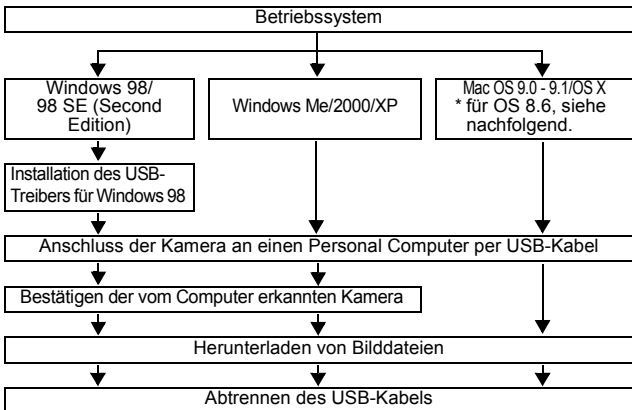 Betriebssystem
Windows 98/
98 SE (Second
Edition)
Windows Me/2000/XP
Mac OS 9.0 - 9.1/OS X
* für OS 8.6, siehe
nachfolgend.
Installation des USB-
Treibers für Windows 98
Anschluss der Kamera an einen Personal Computer per USB-Kabel
Bestätigen der vom Computer erkannten Kamera
Herunterladen von Bilddateien
Abtrennen des USB-Kabels